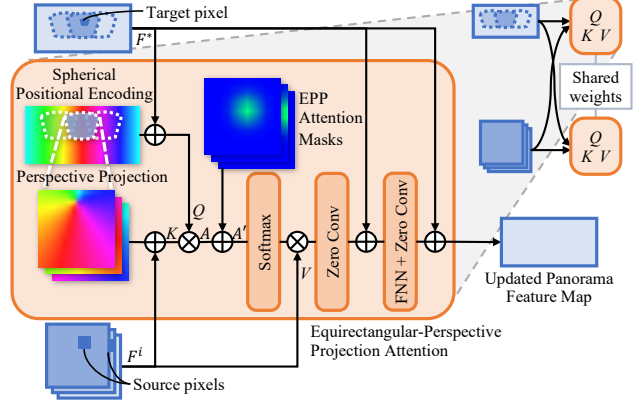 Target pixel
F*
Spherical
Positional Encoding
EPP
Attention
Masks
Perspective Projection
Q
K
A
A′
Softmax
V
Zero Conv
FNN + Zero Conv
Q
K V
Shared
weights
Q
K V
Updated Panorama
Feature Map
Equirectangular-Perspective
Projection Attention
F^i
Source pixels